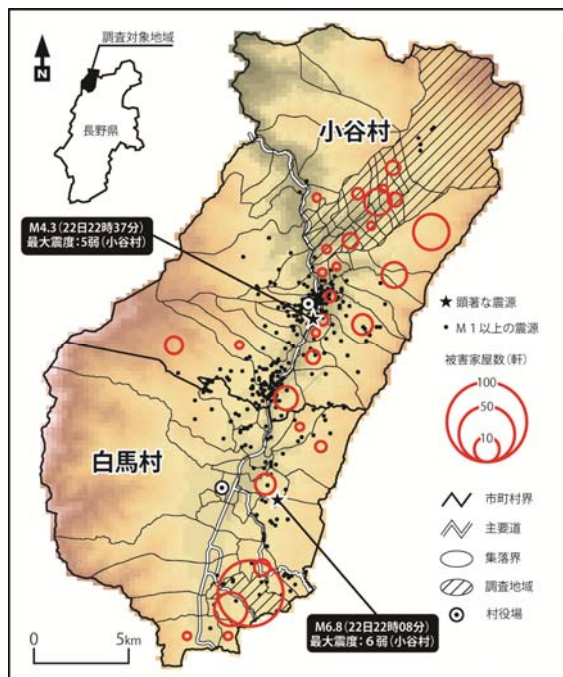 調査対象地域
N
長野県
小谷村
M4.3(22日22時37分)
最大震度:5弱(小谷村)
顕著な震源
M1以上の震源
被害家屋数(軒)
100
50
10
白馬村
市町村界
主要道
集落界
調査地域
村役場
M6.8(22日22時08分)
最大震度:6弱(小谷村)
0 5km